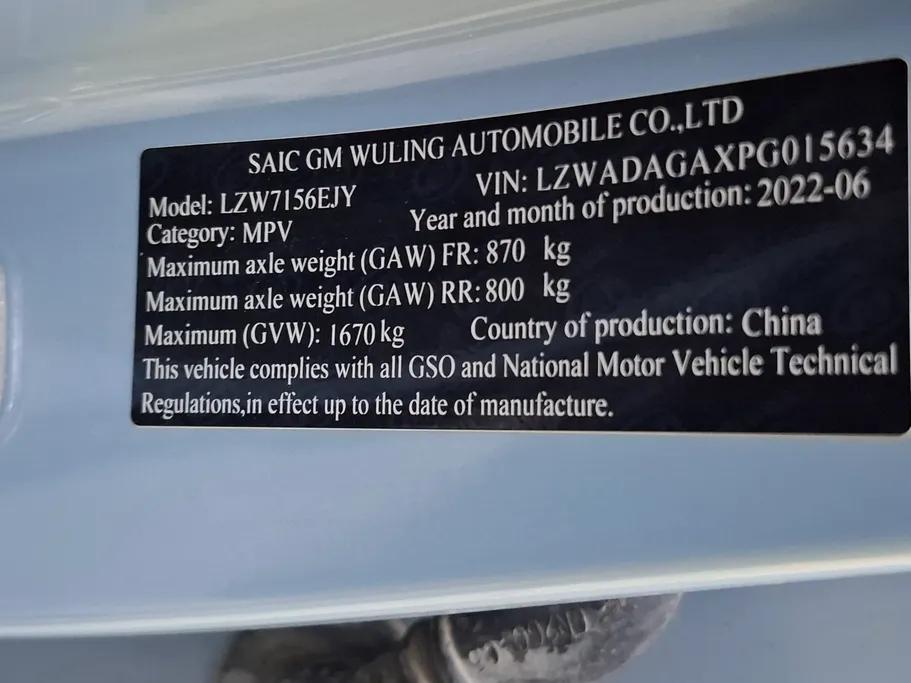 SAIC GM WULING AUTOMOBILE CO.,LTD
Model: LZW7156EJY VIN: LZWADAGAXPG015634
Category: MPV Year and month of production: 2022-06
Maximum axle weight (GAW) FR: 870 kg
Maximum axle weight (GAW) RR: 800 kg
Maximum (GVW): 1670 kg Country of production: China
This vehicle complies with all GSO and National Motor Vehicle Technical
Regulations,in effect up to the date of manufacture.